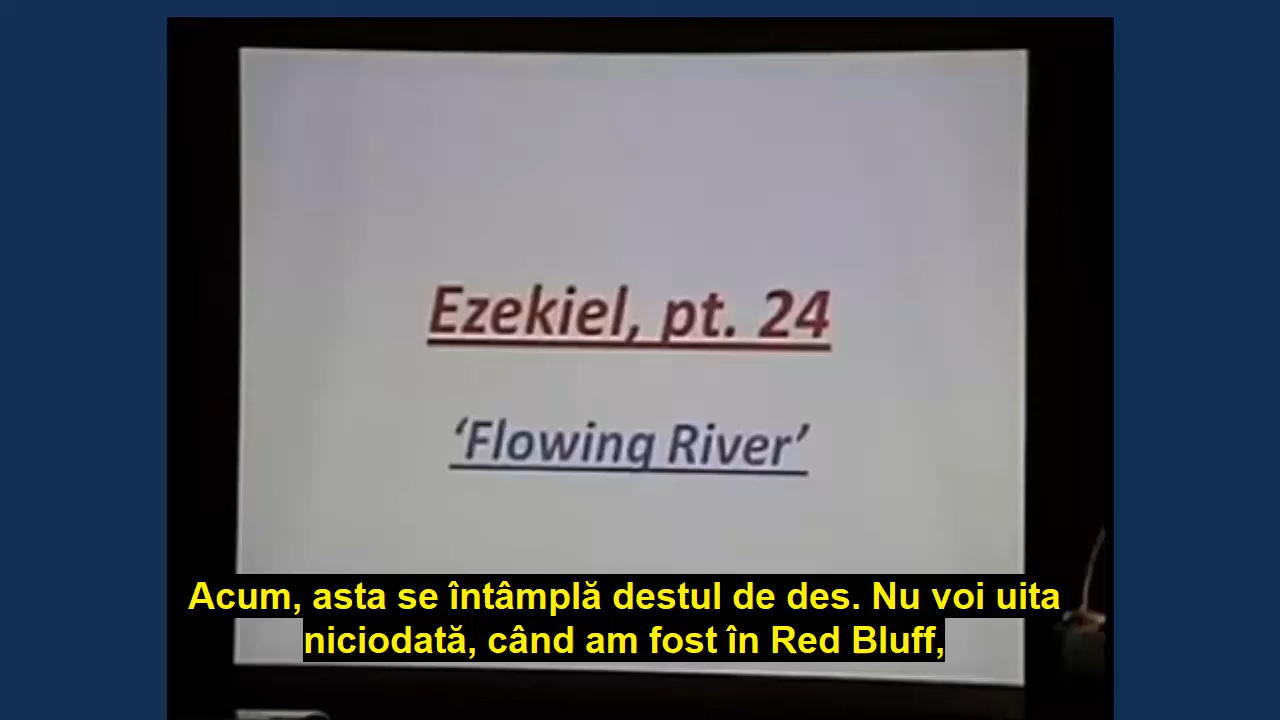 Ezekiel, pt. 24
‘Flowing River’
Acum, asta se întâmplă destul de des. Nu voi uita
niciodată, când am fost în Red Bluff,